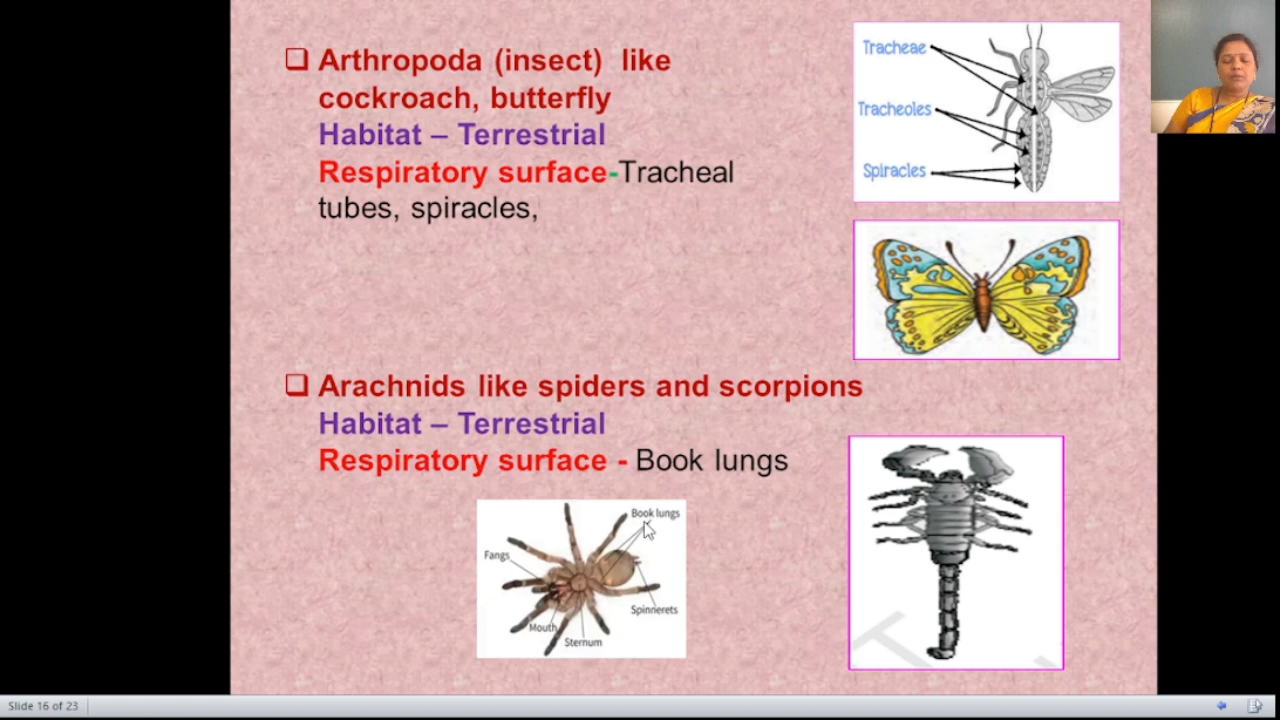 Arthropoda (insect) like
cockroach, butterfly
Habitat – Terrestrial
Respiratory surface-Tracheal
tubes, spiracles,
Tracheae
Tracheoles
Spiracles
Arachnids like spiders and scorpions
Habitat – Terrestrial
Respiratory surface - Book lungs
Book lungs
Fangs
Spinnerets
Mouth
Sternum
Slide 16 of 23